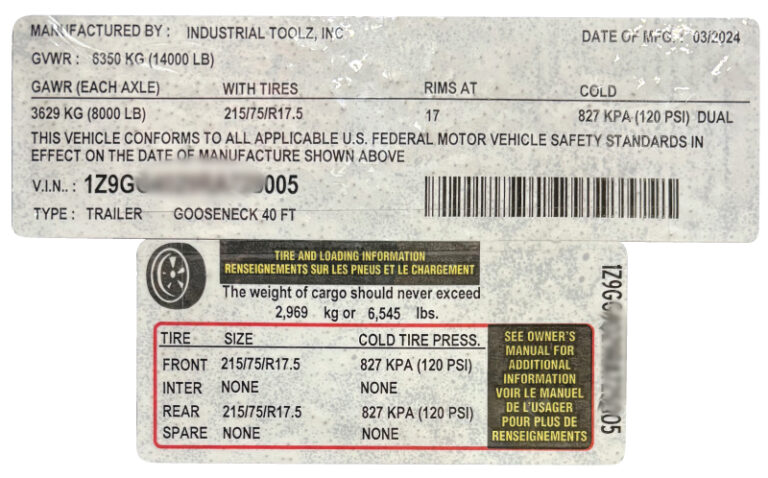 MANUFACTURED BY : INDUSTRIAL TOOLZ, INC DATE OF MFG. : 03/2024
GVWR : 6350 KG (14000 LB)
GAWR (EACH AXLE) WITH TIRES RIMS AT COLD
3629 KG (8000 LB) 215/75/R17.5 17 827 KPA (120 PSI) DUAL
THIS VEHICLE CONFORMS TO ALL APPLICABLE U.S. FEDERAL MOTOR VEHICLE SAFETY STANDARDS IN
EFFECT ON THE DATE OF MANUFACTURE SHOWN ABOVE
V.I.N.. : 1Z9G 005
TYPE : TRAILER GOOSENECK 40 FT
TIRE AND LOADING INFORMATION
RENSEIGNEMENTS SUR LES PNEUS ET LE CHARGEMENT
The weight of cargo should never exceed
2,969 kg or 6,545 lbs.
TIRE SIZE COLD TIRE PRESS.
FRONT 215/75/R17.5 827 KPA (120 PSI)
INTER NONE NONE
REAR 215/75/R17.5 827 KPA (120 PSI)
SPARE NONE NONE
SEE OWNER'S
MANUAL FOR
ADDITIONAL
INFORMATION
VOIR LE MANUEL
DE L'USAGER
POUR PLUS DE
RENSEIGNEMENTS
1Z9G 05